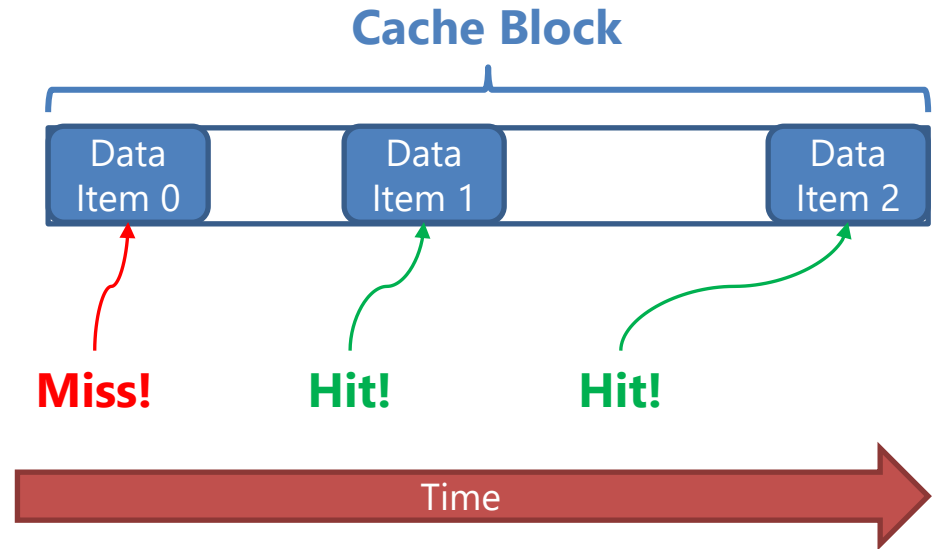 Cache Block
Data
Item 0
Data
Item 1
Data
Item 2
Miss!
Hit!
Hit!
Time